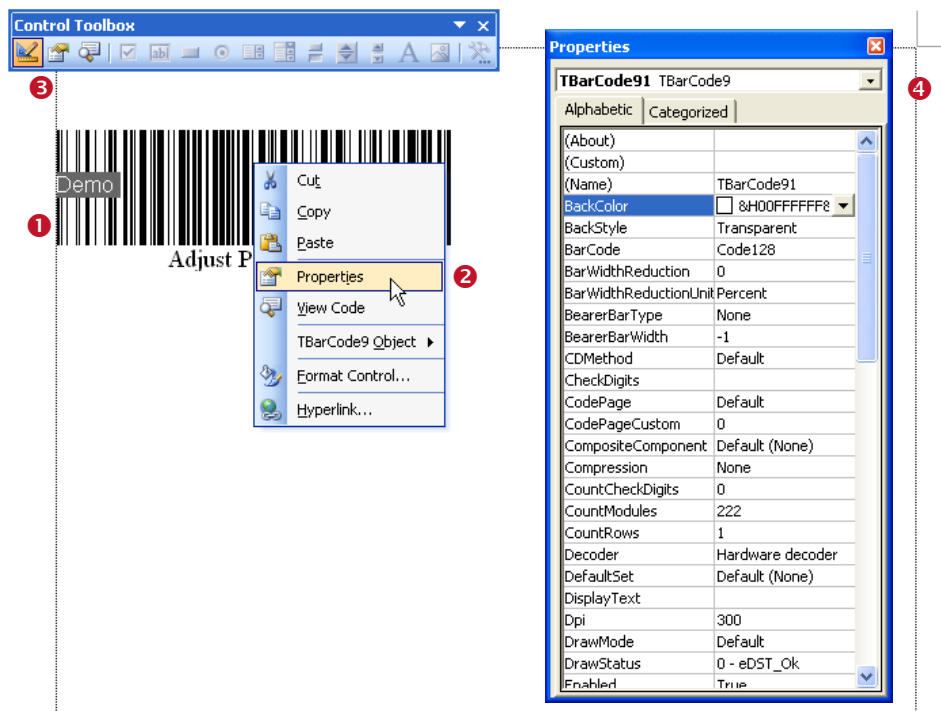 Control Toolbox
ab
A
3
Demo
1
Adjust P
Cut
Copy
Paste
Properties
2
View Code
TBarCode9 Object
Format Control...
Hyperlink...
Properties
4
TBarCode91 TBarCode9
Alphabetic Categorized
(About)
(Custom)
(Name) TBarCode91
BackColor &H00FFFFFF&
BackStyle Transparent
BarCode Code128
BarWidthReduction 0
BarWidthReductionUnit Percent
BearerBarType None
BearerBarWidth -1
CDMethod Default
CheckDigits
CodePage Default
CodePageCustom 0
CompositeComponent Default (None)
Compression None
CountCheckDigits 0
CountModules 222
CountRows 1
Decoder Hardware decoder
DefaultSet Default (None)
DisplayText
Dpi 300
DrawMode Default
DrawStatus 0 - eDST_Ok
Enabled True